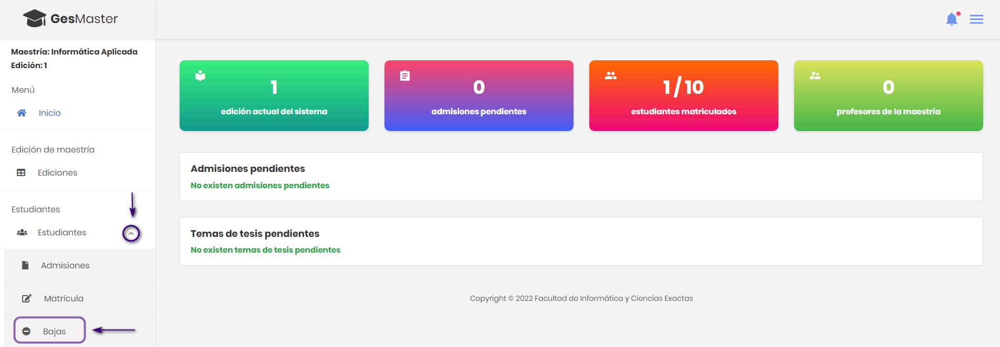 GesMaster
Maestría: Informática Aplicada
Edición: 1
Menú
Inicio
Edición de maestría
Ediciones
Estudiantes
Estudiantes
Admisiones
Matrícula
Bajas
1
edición actual del sistema
0
admisiones pendientes
1 / 10
estudiantes matriculados
0
profesores de la maestría
Admisiones pendientes
No existen admisiones pendientes
Temas de tesis pendientes
No existen temas de tesis pendientes
Copyright © 2022 Facultad de Informática y Ciencias Exactas